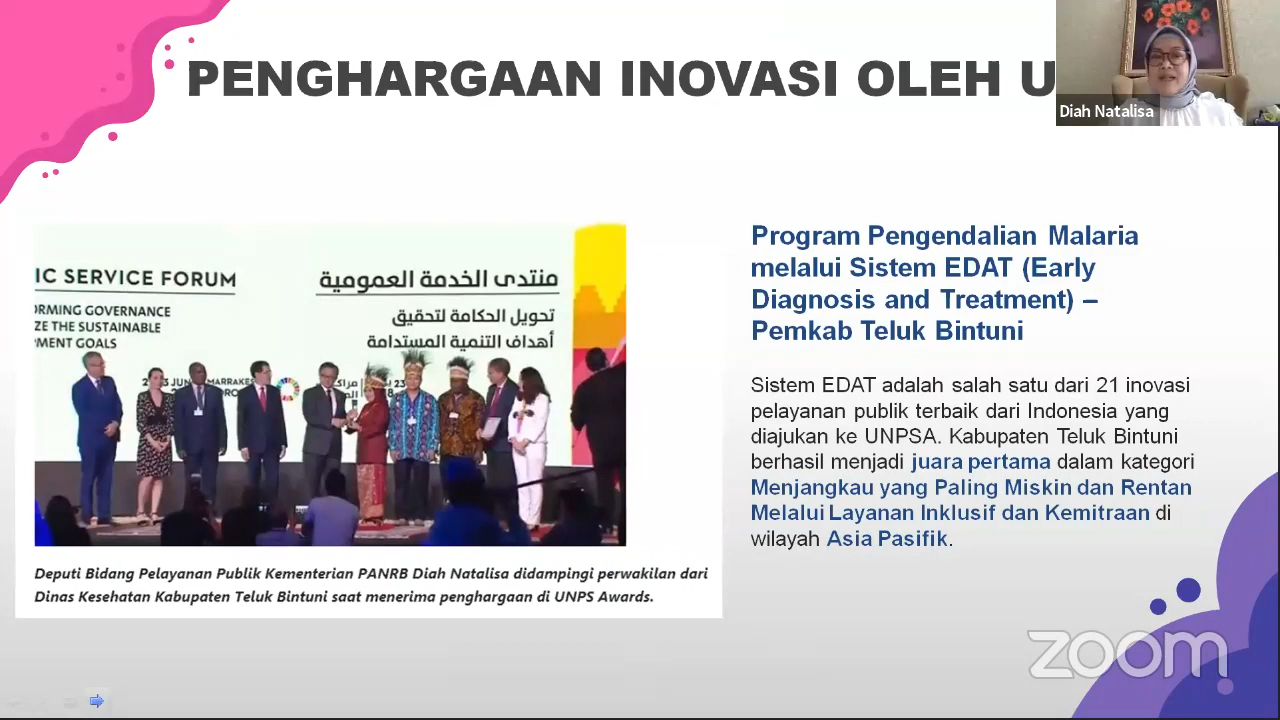 PENGHARGAAN INOVASI OLEH U
Diah Natalisa
IC SERVICE FORUM
ORMING GOVERNANCE
ZE THE SUSTAINABLE
MENT GOALS
منتدى الخدمة العمومية
تحويل الحكامة لتحقيق
أهداف التنمية المستدامة
MARRAKES
Program Pengendalian Malaria
melalui Sistem EDAT (Early
Diagnosis and Treatment) –
Pemkab Teluk Bintuni
Sistem EDAT adalah salah satu dari 21 inovasi
pelayanan publik terbaik dari Indonesia yang
diajukan ke UNPSA. Kabupaten Teluk Bintuni
berhasil menjadi juara pertama dalam kategori
Menjangkau yang Paling Miskin dan Rentan
Melalui Layanan Inklusif dan Kemitraan di
wilayah Asia Pasifik.
Deputi Bidang Pelayanan Publik Kementerian PANRB Diah Natalisa didampingi perwakilan dari
Dinas Kesehatan Kabupaten Teluk Bintuni saat menerima penghargaan di UNPS Awards.
zoom